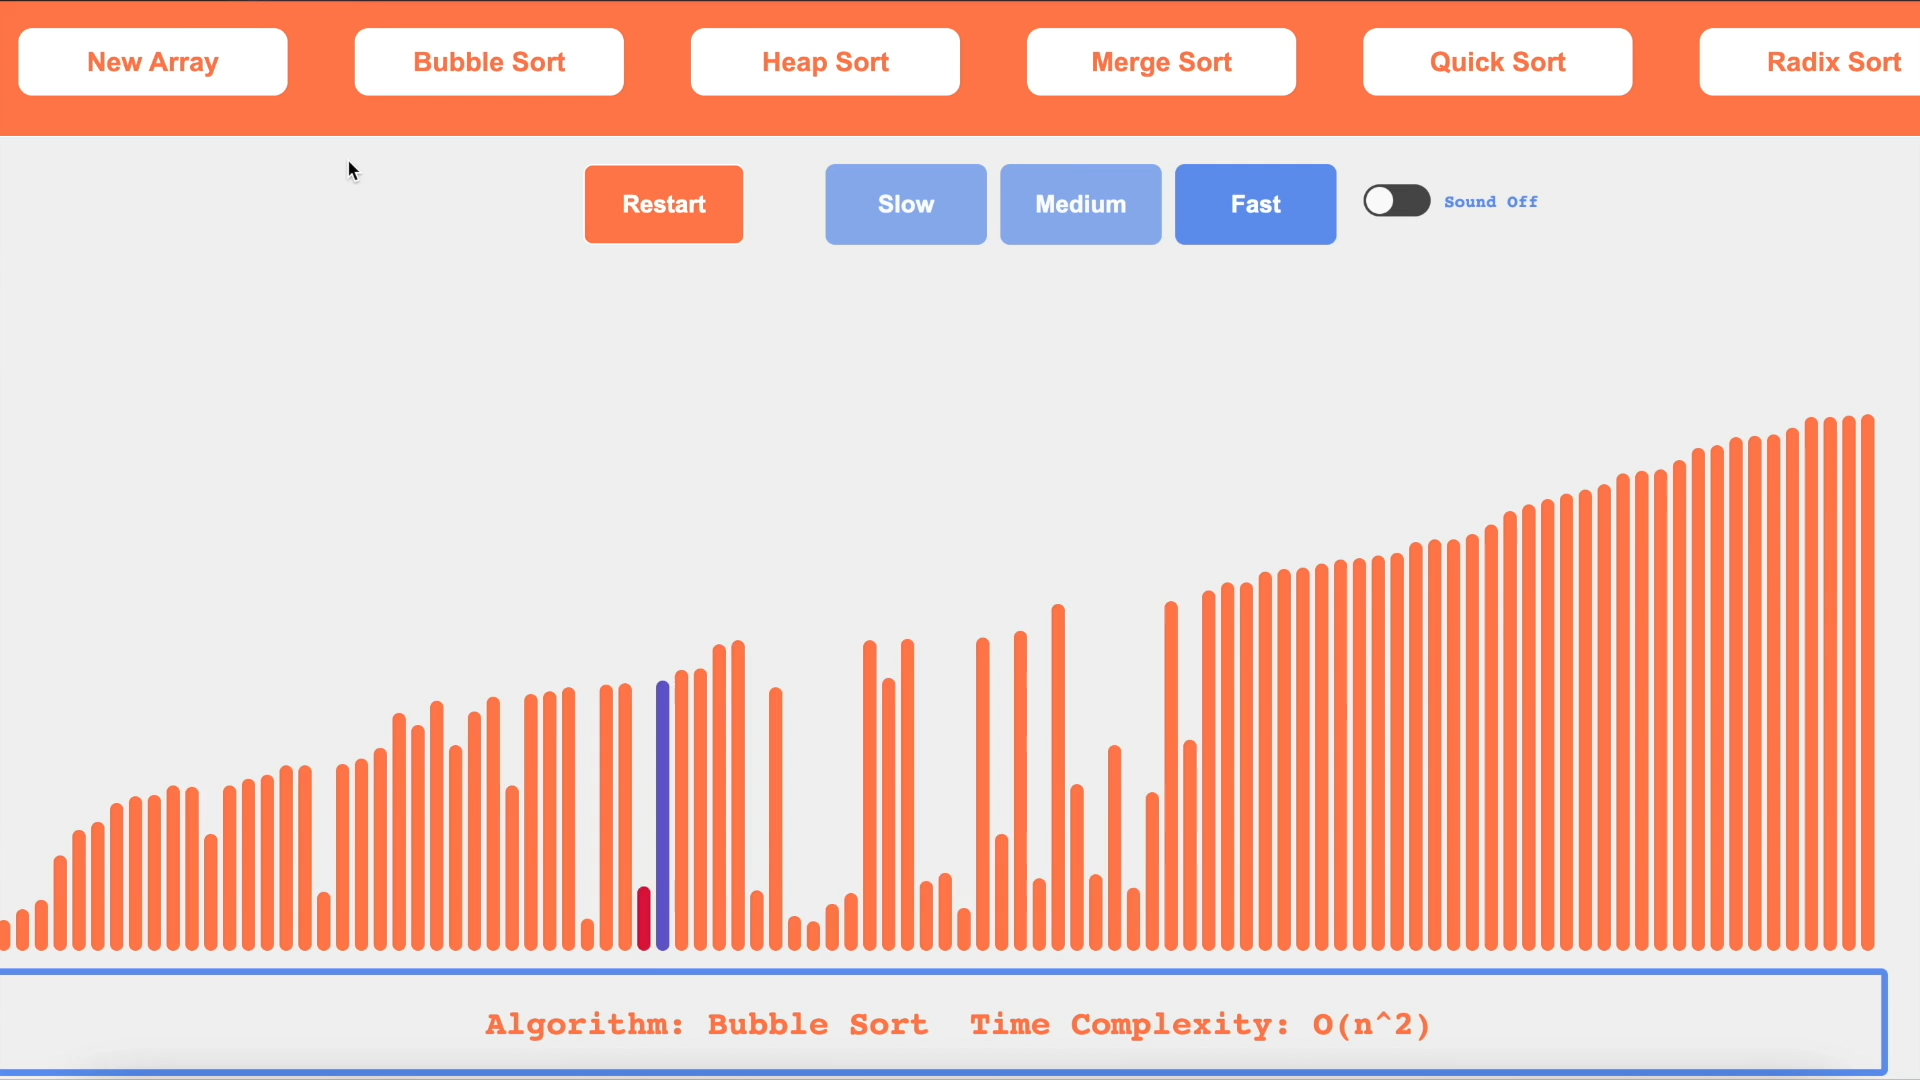 New Array
Bubble Sort
Heap Sort
Merge Sort
Quick Sort
Radix Sort
Restart
Slow
Medium
Fast
Sound Off
Algorithm: Bubble Sort Time Complexity: O(n^2)